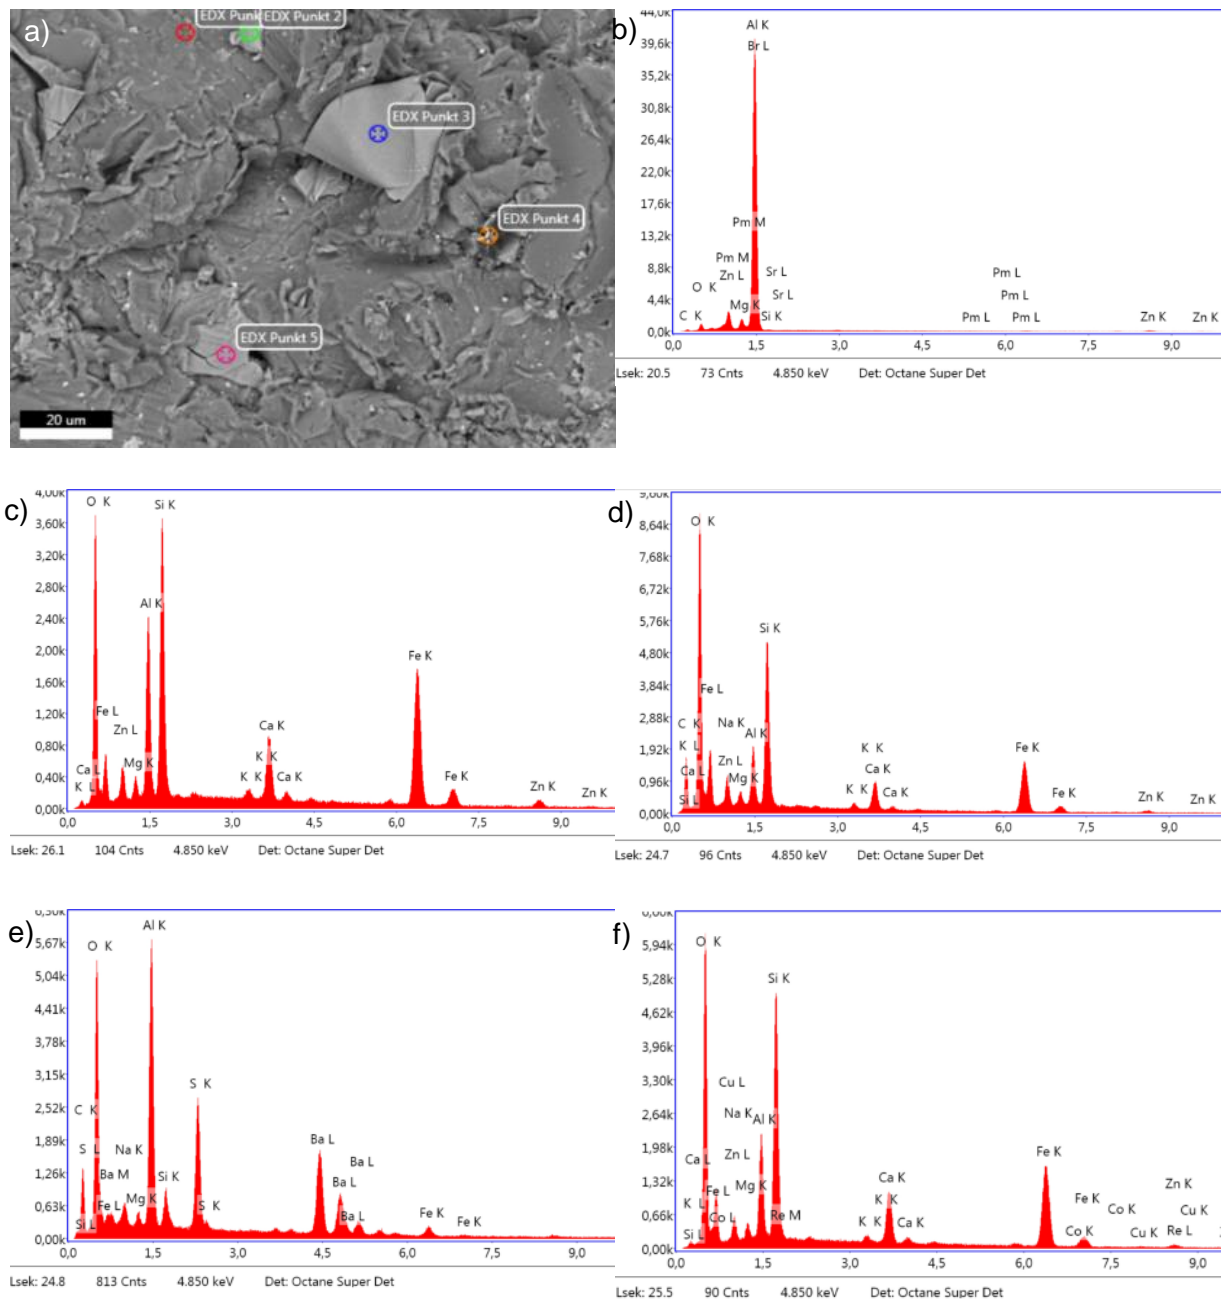 a)
EDX Punkt
EDX Punkt 2
EDX Punkt 3
EDX Punkt 4
EDX Punkt 5
20 um
b)
44,0k
39,6k
35,2k
30,8k
26,4k
22,0k
17,6k
13,2k
8,8k
4,4k
0,0k
Al K
Br L
Pm M
Pm M
Zn L
O K
Mg K
C K
Si K
Sr L
Sr L
Pm L
Pm L
Pm L
Pm L
Zn K
Zn K
0,0 1,5 3,0 4,5 6,0 7,5 9,0
Lsek: 20.5 73 Cnts 4.850 keV Det: Octane Super Det
c)
4,00k
3,60k
3,20k
2,80k
2,40k
2,00k
1,60k
1,20k
0,80k
0,40k
0,00k
O K
Si K
Al K
Fe K
Fe L
Zn L
Ca K
Ca L
Mg K
K K
K L
K K
Ca K
Fe K
Zn K
Zn K
0,0 1,5 3,0 4,5 6,0 7,5 9,0
Lsek: 26.1 104 Cnts 4.850 keV Det: Octane Super Det
d)
9,60k
8,64k
7,68k
6,72k
5,76k
4,80k
3,84k
2,88k
1,92k
0,96k
0,00k
O K
Si K
Fe L
C K
Na K
Al K
K L
K K
Fe K
Ca L
Zn L
Mg K
Ca K
Si L
K K
Ca K
Fe K
Zn K
Zn K
0,0 1,5 3,0 4,5 6,0 7,5 9,0
Lsek: 24.7 96 Cnts 4.850 keV Det: Octane Super Det
e)
6,30k
5,67k
5,04k
4,41k
3,78k
3,15k
2,52k
1,89k
1,26k
0,63k
0,00k
Al K
O K
S K
C K
S L
Na K
Ba L
Ba L
Ba M
Si K
Ba L
Fe L
Mg K
S K
Si L
Ba L
Fe K
Fe K
0,0 1,5 3,0 4,5 6,0 7,5 9,0
Lsek: 24.8 813 Cnts 4.850 keV Det: Octane Super Det
f)
6,60k
5,94k
5,28k
4,62k
3,96k
3,30k
2,64k
1,98k
1,32k
0,66k
0,00k
O K
Si K
Cu L
Na K
Al K
Ca L
Zn L
Fe K
K L
Fe L
Mg K
Ca K
K K
Co L
Re M
Si L
K K
Ca K
Fe K
Co K
Co K
Cu K
Zn K
Cu K
Re L
0,0 1,5 3,0 4,5 6,0 7,5 9,0
Lsek: 25.5 90 Cnts 4.850 keV Det: Octane Super Det